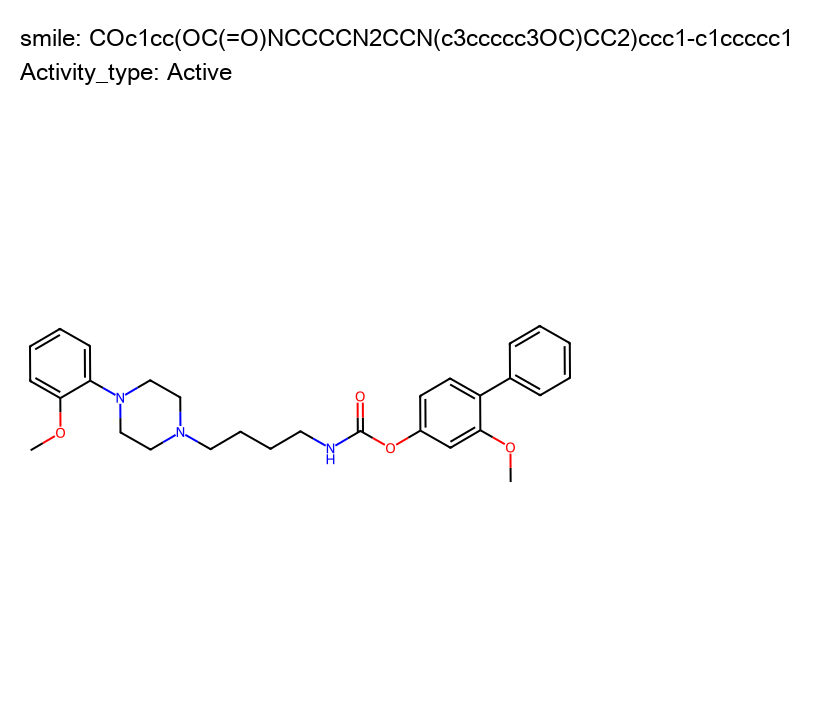 smile: COc1cc(OC(=O)NCCCCN2CCN(c3ccccc3OC)CC2)ccc1-c1ccccc1
Activity_type: Active
O
N
N
O
N
H
O
O